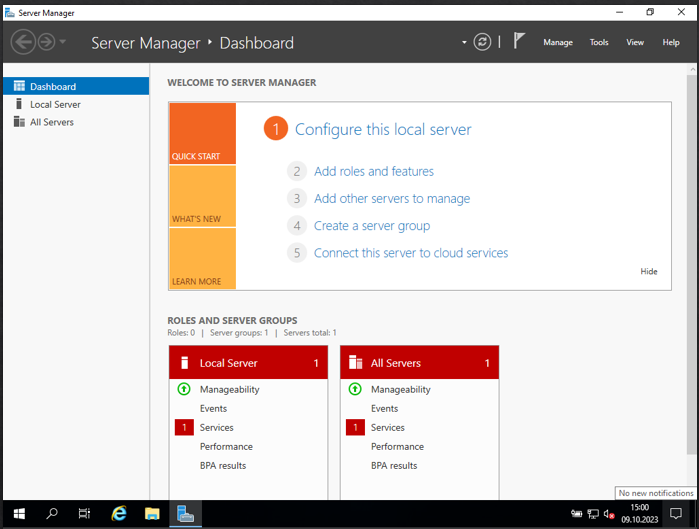 Server Manager
Server Manager • Dashboard
Manage Tools View Help
Dashboard
Local Server
All Servers
WELCOME TO SERVER MANAGER
QUICK START
WHAT'S NEW
LEARN MORE
1 Configure this local server
2 Add roles and features
3 Add other servers to manage
4 Create a server group
5 Connect this server to cloud services
Hide
ROLES AND SERVER GROUPS
Roles: 0 | Server groups: 1 | Servers total: 1
Local Server 1
Manageability
Events
1 Services
Performance
BPA results
All Servers 1
Manageability
Events
1 Services
Performance
BPA results
No new notifications
15:00
09.10.2023